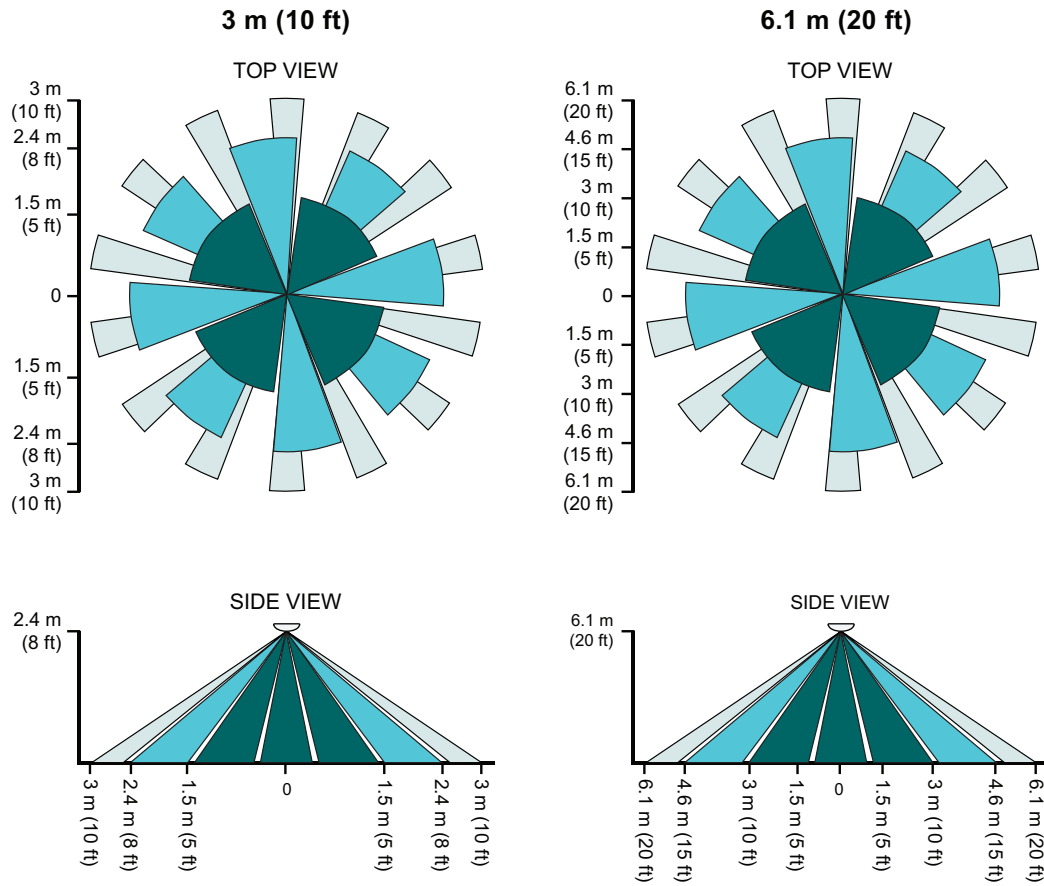 3 m (10 ft)
TOP VIEW
3 m
(10 ft)
2.4 m
(8 ft)
1.5 m
(5 ft)
0
1.5 m
(5 ft)
2.4 m
(8 ft)
3 m
(10 ft)
SIDE VIEW
2.4 m
(8 ft)
3 m (10 ft)
2.4 m (8 ft)
1.5 m (5 ft)
0
1.5 m (5 ft)
2.4 m (8 ft)
3 m (10 ft)
6.1 m (20 ft)
TOP VIEW
6.1 m
(20 ft)
4.6 m
(15 ft)
3 m
(10 ft)
1.5 m
(5 ft)
0
1.5 m
(5 ft)
3 m
(10 ft)
4.6 m
(15 ft)
6.1 m
(20 ft)
SIDE VIEW
6.1 m
(20 ft)
6.1 m (20 ft)
4.6 m (15 ft)
3 m (10 ft)
1.5 m (5 ft)
0
1.5 m (5 ft)
3 m (10 ft)
4.6 m (15 ft)
6.1 m (20 ft)